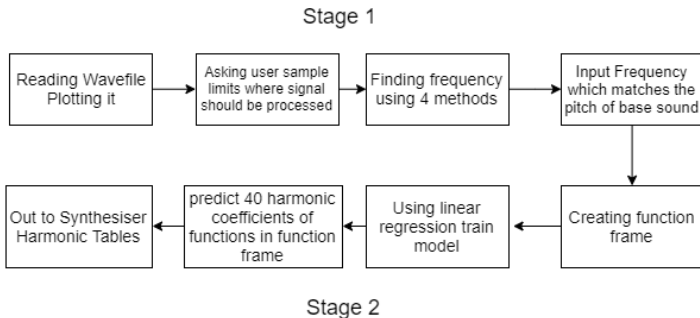 Stage 1
Reading Wavefile
Plotting it
Asking user sample
limits where signal
should be processed
Finding frequency
using 4 methods
Input Frequency
which matches the
pitch of base sound
Creating function
frame
Using linear
regression train
model
predict 40 harmonic
coefficients of
functions in function
frame
Out to Synthesiser
Harmonic Tables
Stage 2